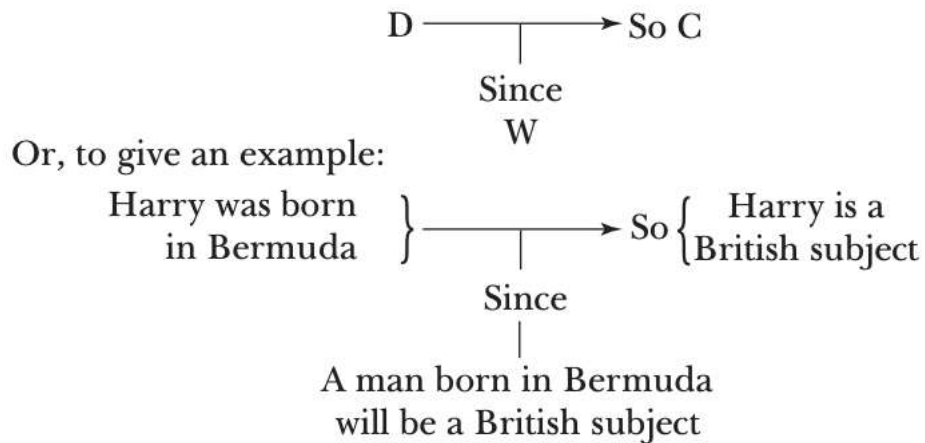 D So C
Since
W
Or, to give an example:
Harry was born
in Bermuda
So
Harry is a
British subject
Since
A man born in Bermuda
will be a British subject